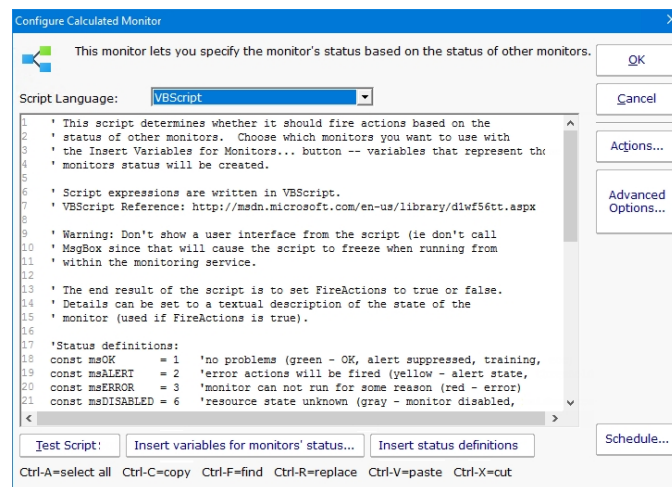 Configure Calculated Monitor
This monitor lets you specify the monitor's status based on the status of other monitors.
OK
Script Language: VBScript
Cancel
1 ' This script determines whether it should fire actions based on the
2 ' status of other monitors.  Choose which monitors you want to use with
3 ' the Insert Variables for Monitors... button -- variables that represent
4 ' monitors status will be created.
5
6 ' Script expressions are written in VBScript.
7 ' VBScript Reference: http://msdn.microsoft.com/en-us/library/d1wf56tt.aspx
8
9 ' Warning: Don't show a user interface from the script (ie don't call
10 ' MsgBox since that will cause the script to freeze when running from
11 ' within the monitoring service.
12
13 ' The end result of the script is to set FireActions to true or false.
14 ' Details can be set to a textual description of the state of the
15 ' monitor (used if FireActions is true).
16
17 'Status definitions:
18 const msOK = 1 'no problems (green - OK, alert suppressed, training,
19 const msALERT = 2 'error actions will be fired (yellow - alert state,
20 const msERROR = 3 'monitor can not run for some reason (red - error)
21 const msDISABLED = 6 'resource state unknown (gray - monitor disabled,
Actions...
Advanced
Options...
Schedule...
Test Script: Insert variables for monitors' status... Insert status definitions
Ctrl-A=select all Ctrl-C=copy Ctrl-F=find Ctrl-R=replace Ctrl-V=paste Ctrl-X=cut